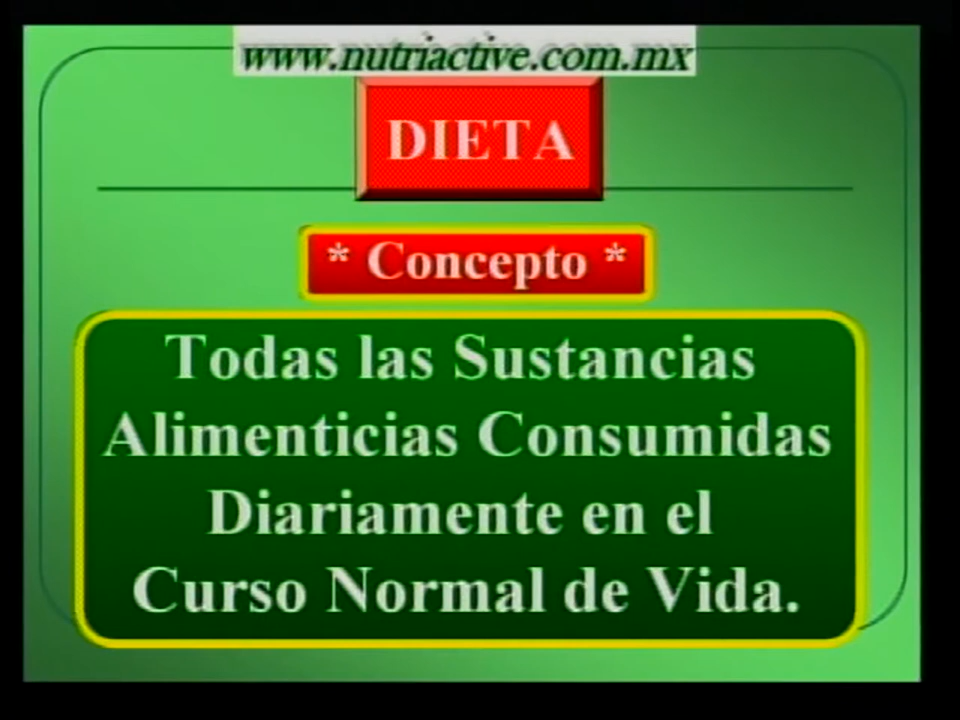 www.nutriactive.com.mx
DIETA
* Concepto *
Todas las Sustancias
Alimenticias Consumidas
Diariamente en el
Curso Normal de Vida.